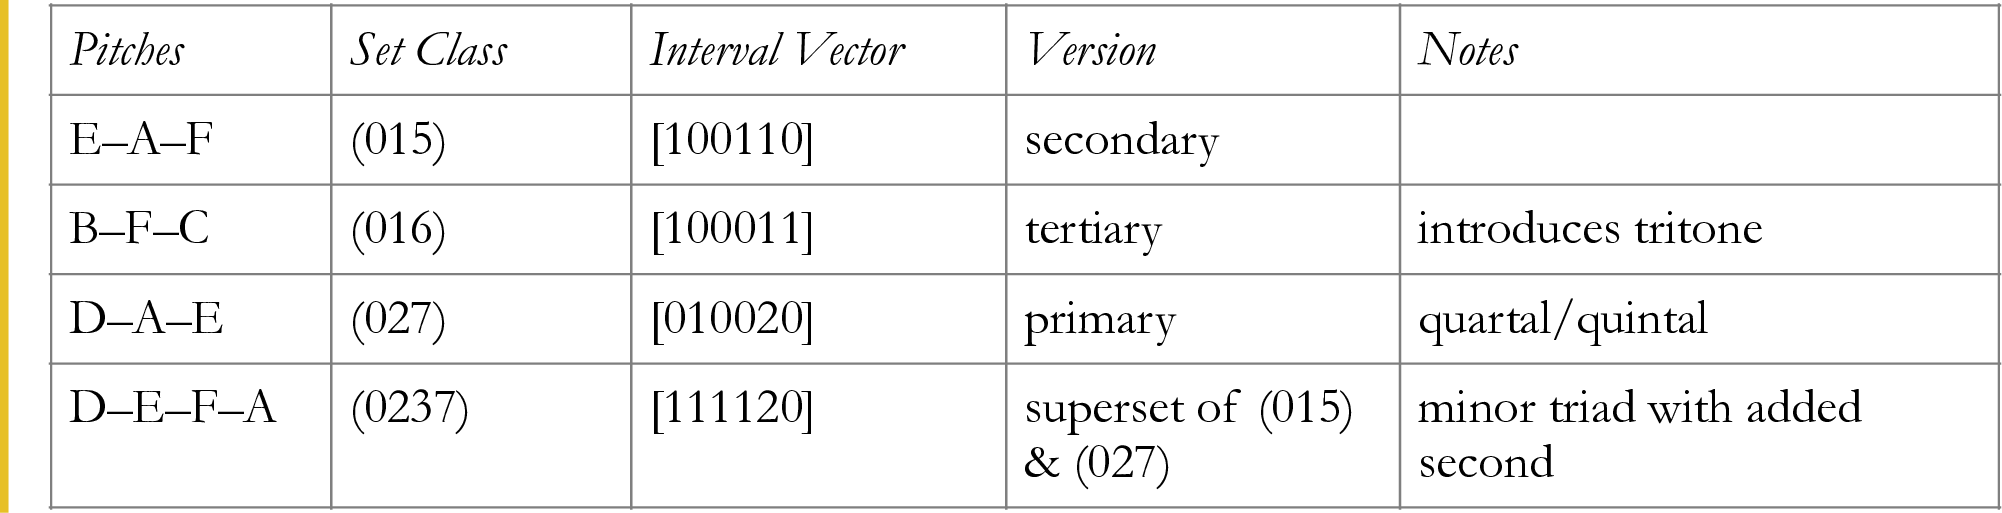 Pitches Set Class Interval Vector Version Notes
E–A–F (015) [100110] secondary
B–F–C (016) [100011] tertiary introduces tritone
D–A–E (027) [010020] primary quartal/quintal
D–E–F–A (0237) [111120] superset of (015) minor triad with added
& (027) second